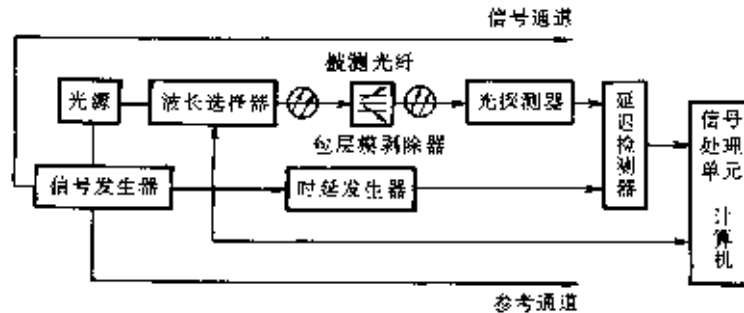 信号通道
被测光纤
光源
波长选择器
光探测器
包层模剥除器
延迟检测器
信号处理单元
计算机
信号发生器
时延发生器
参考通道